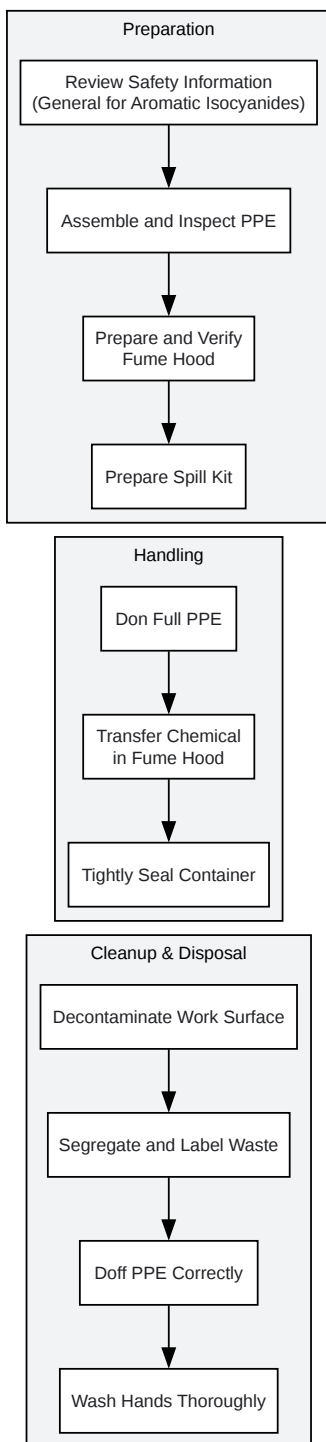 Preparation
Review Safety Information
(General for Aromatic Isocyanides)
Assemble and Inspect PPE
Prepare and Verify
Fume Hood
Prepare Spill Kit
Handling
Don Full PPE
Transfer Chemical
in Fume Hood
Tightly Seal Container
Cleanup & Disposal
Decontaminate Work Surface
Segregate and Label Waste
Doff PPE Correctly
Wash Hands Thoroughly